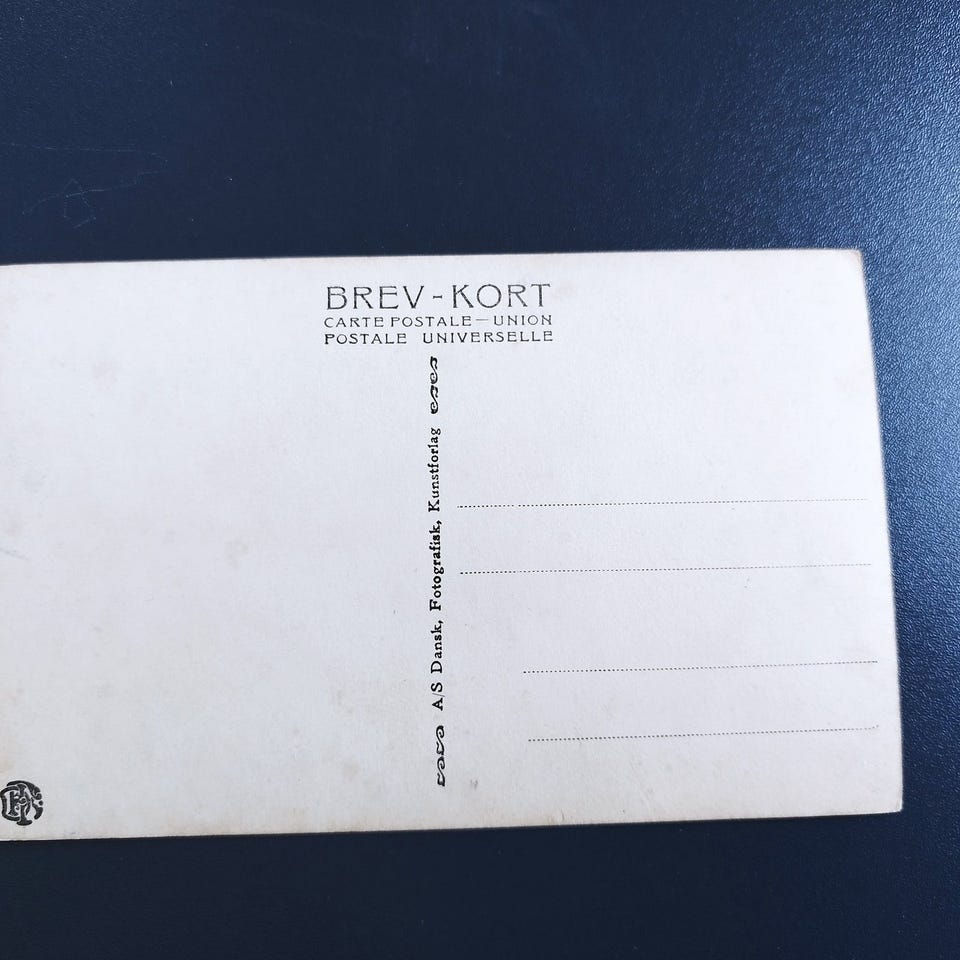 BREV-KORT
CARTE POSTALE—UNION
POSTALE UNIVERSELLE
A/S Dansk, Fotografisk, Kunstforlag